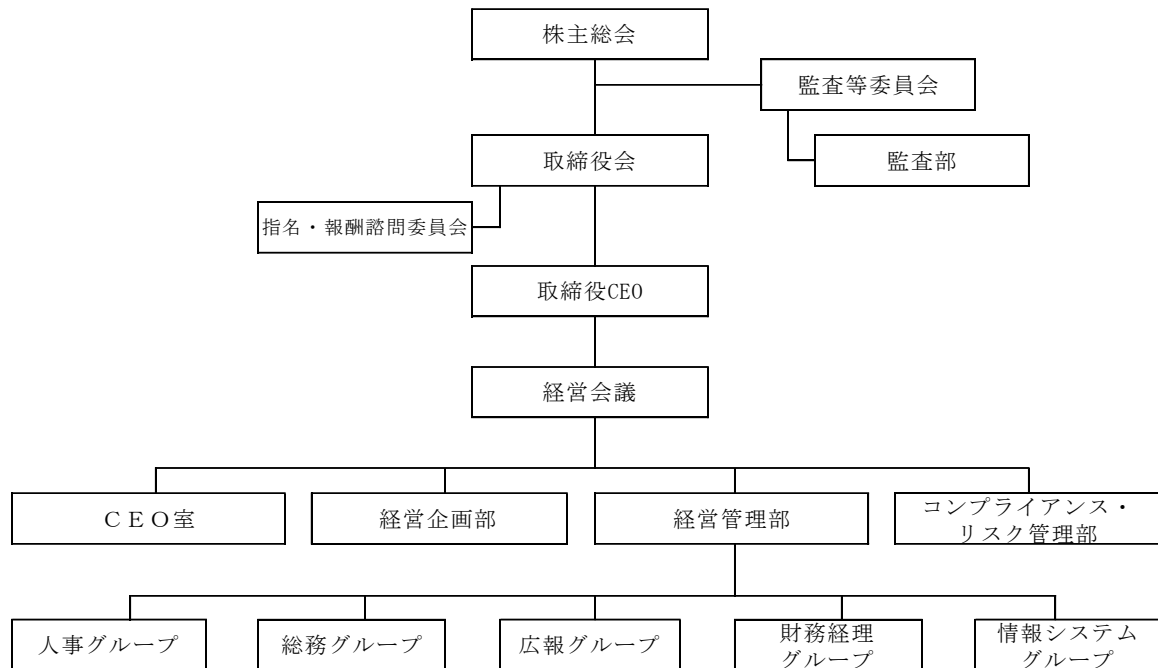 株主総会
監査等委員会
取締役会
監査部
指名・報酬諮問委員会
取締役CEO
経営会議
ＣＥＯ室
経営企画部
経営管理部
コンプライアンス・
リスク管理部
人事グループ
総務グループ
広報グループ
財務経理
グループ
情報システム
グループ